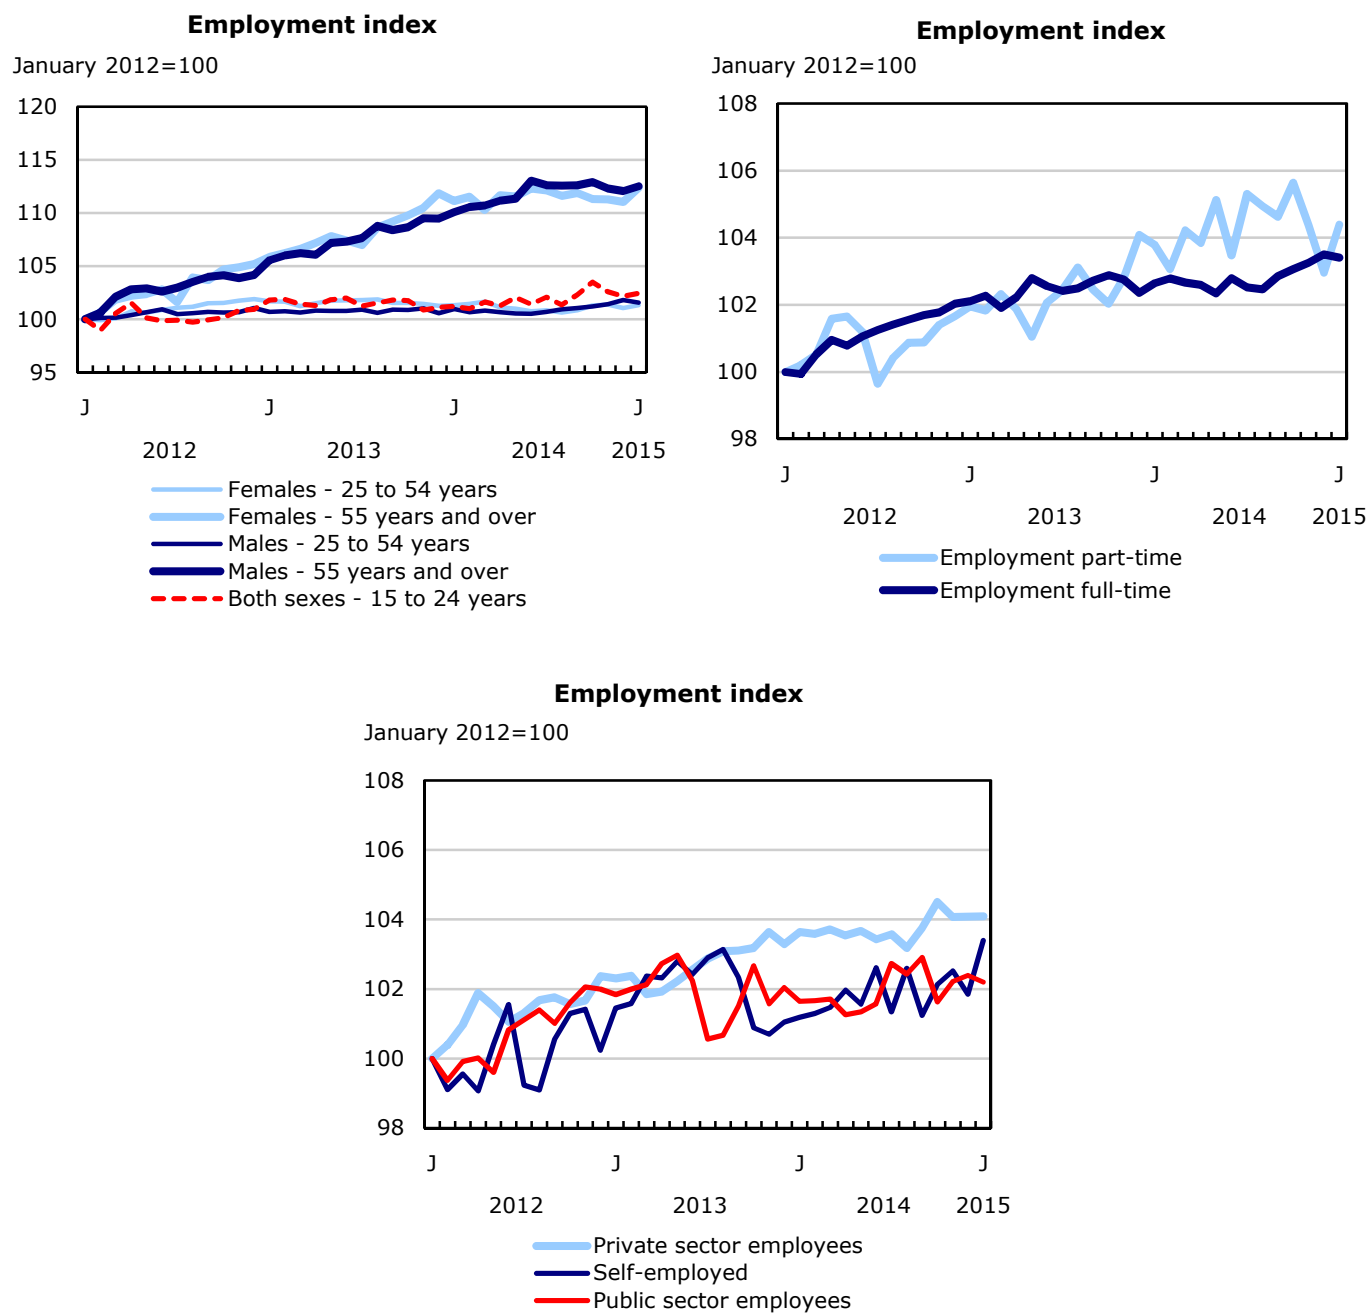 Employment index
January 2012=100
120
115
110
105
100
95
J J J J
2012 2013 2014 2015
Females - 25 to 54 years
Females - 55 years and over
Males - 25 to 54 years
Males - 55 years and over
Both sexes - 15 to 24 years
Employment index
January 2012=100
108
106
104
102
100
98
J J J J
2012 2013 2014 2015
Employment part-time
Employment full-time
Employment index
January 2012=100
108
106
104
102
100
98
J J J J
2012 2013 2014 2015
Private sector employees
Self-employed
Public sector employees